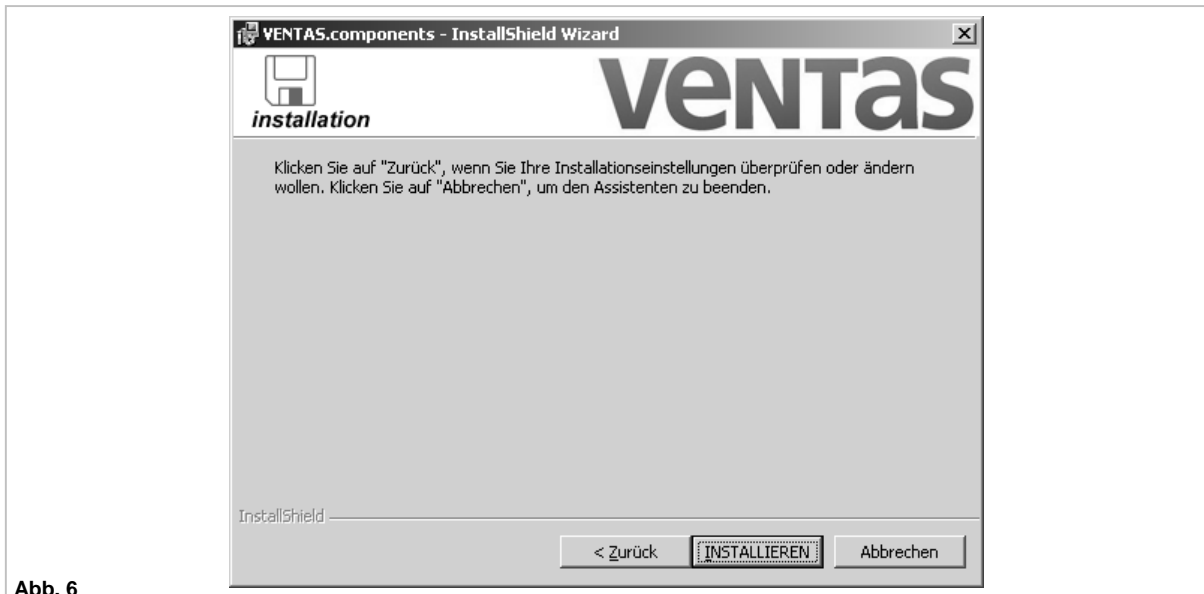 VENTAS.components - InstallShield Wizard
installation
VENTas
Klicken Sie auf "Zurück", wenn Sie Ihre Installationseinstellungen überprüfen oder ändern
wollen. Klicken Sie auf "Abbrechen", um den Assistenten zu beenden.
InstallShield
< Zurück
INSTALLIEREN
Abbrechen
Abb. 6